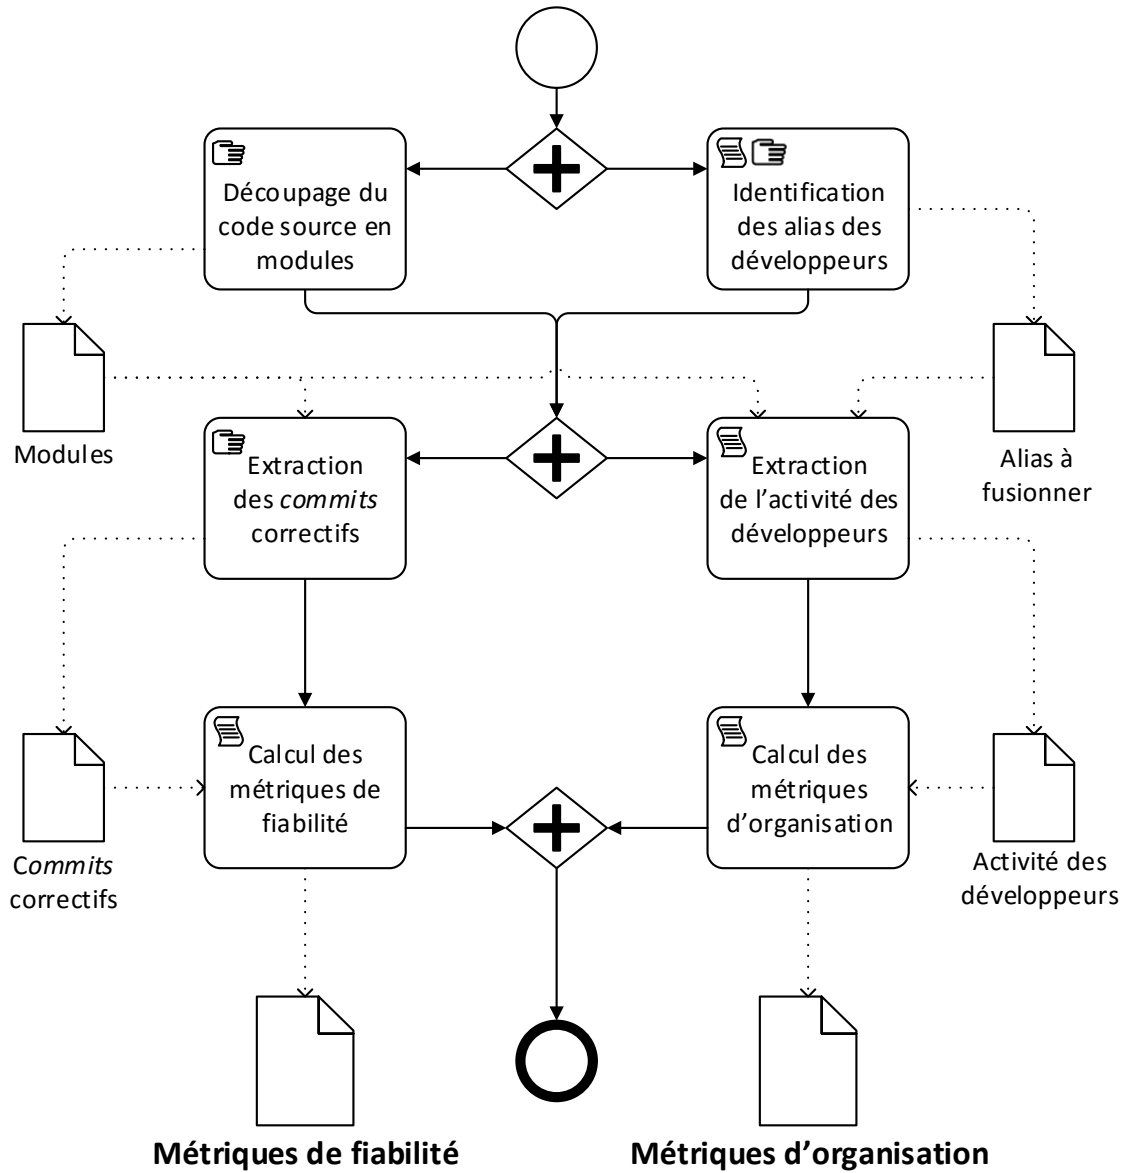 Découpage du
code source en
modules
Identification
des alias des
développeurs
Modules
Alias à
fusionner
Extraction
des commits
correctifs
Extraction
de l’activité des
développeurs
Calcul des
métriques de
fiabilité
Calcul des
métriques
d’organisation
Commits
correctifs
Activité des
développeurs
Métriques de fiabilité
Métriques d’organisation